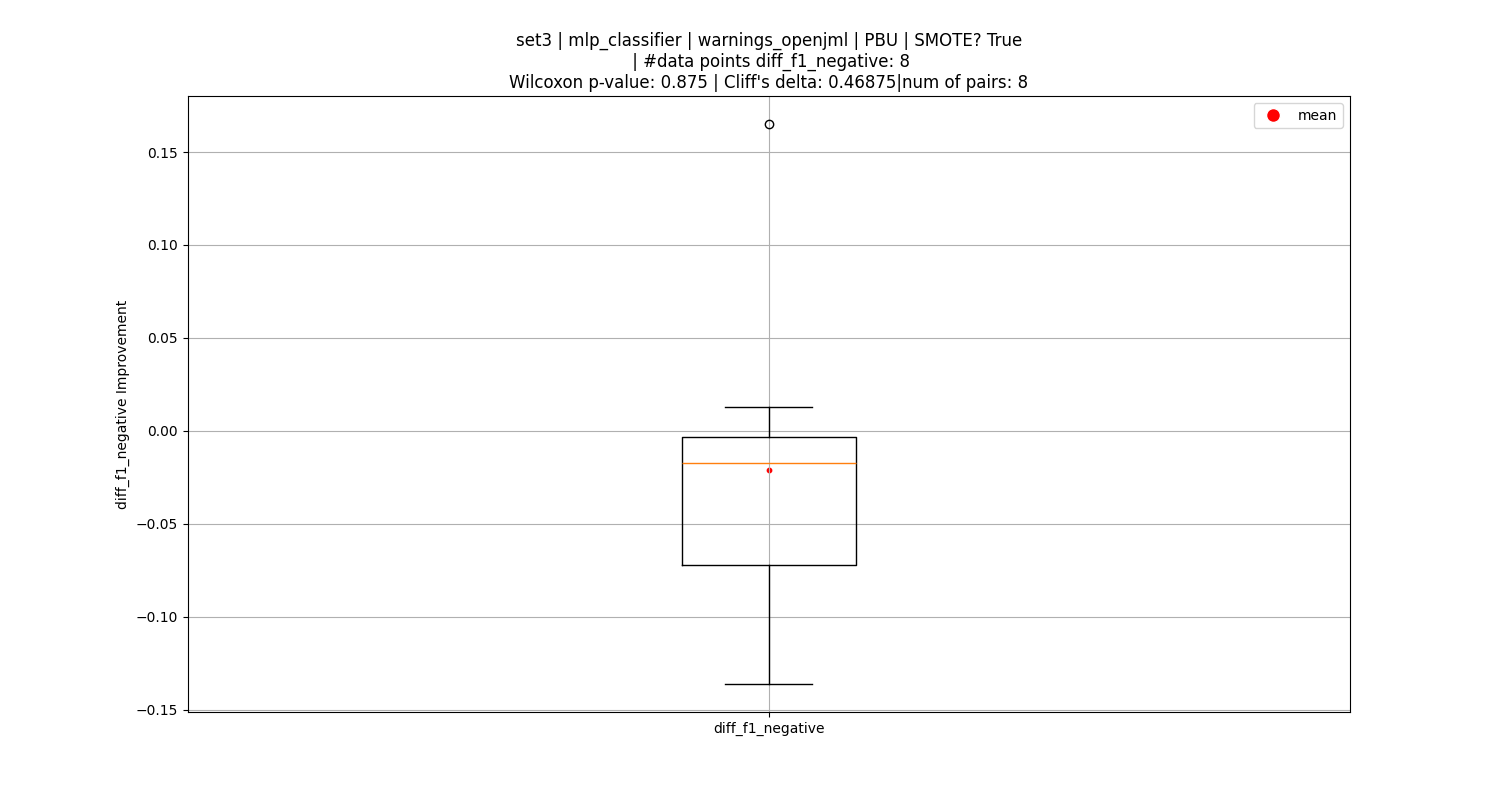 set3 | mlp_classifier | warnings_openjml | PBU | SMOTE? True
| #data points diff_f1_negative: 8
Wilcoxon p-value: 0.875 | Cliff's delta: 0.46875|num of pairs: 8
mean
0.15
0.10
0.05
0.00
−0.05
−0.10
−0.15
diff_f1_negative Improvement
diff_f1_negative